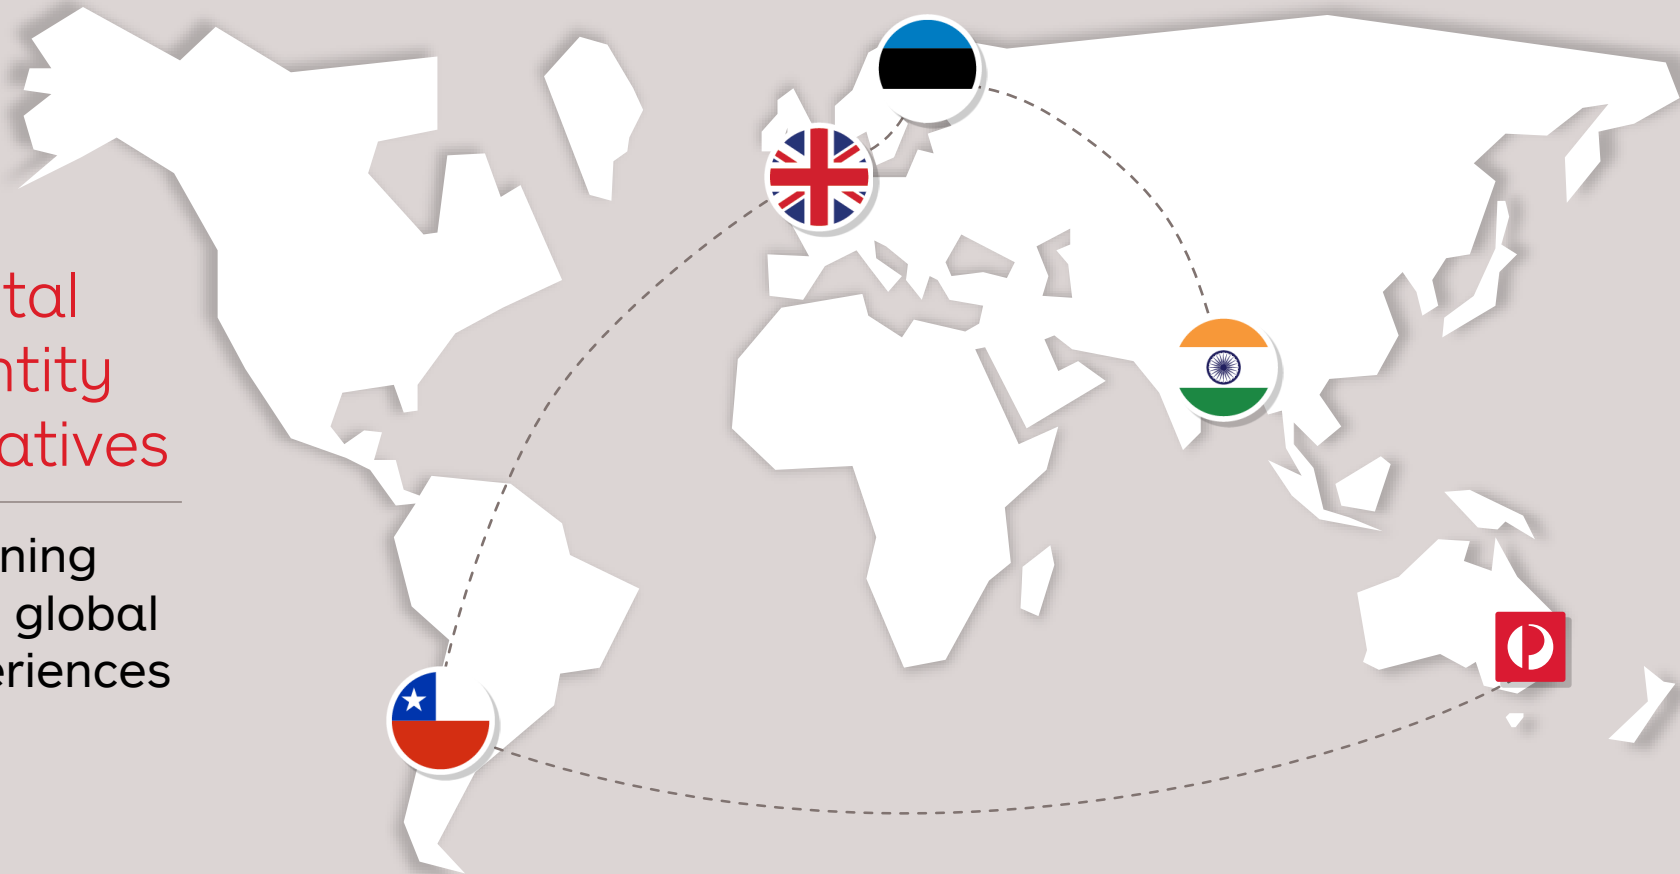 tal
ntity
atives
ning
global
eriences